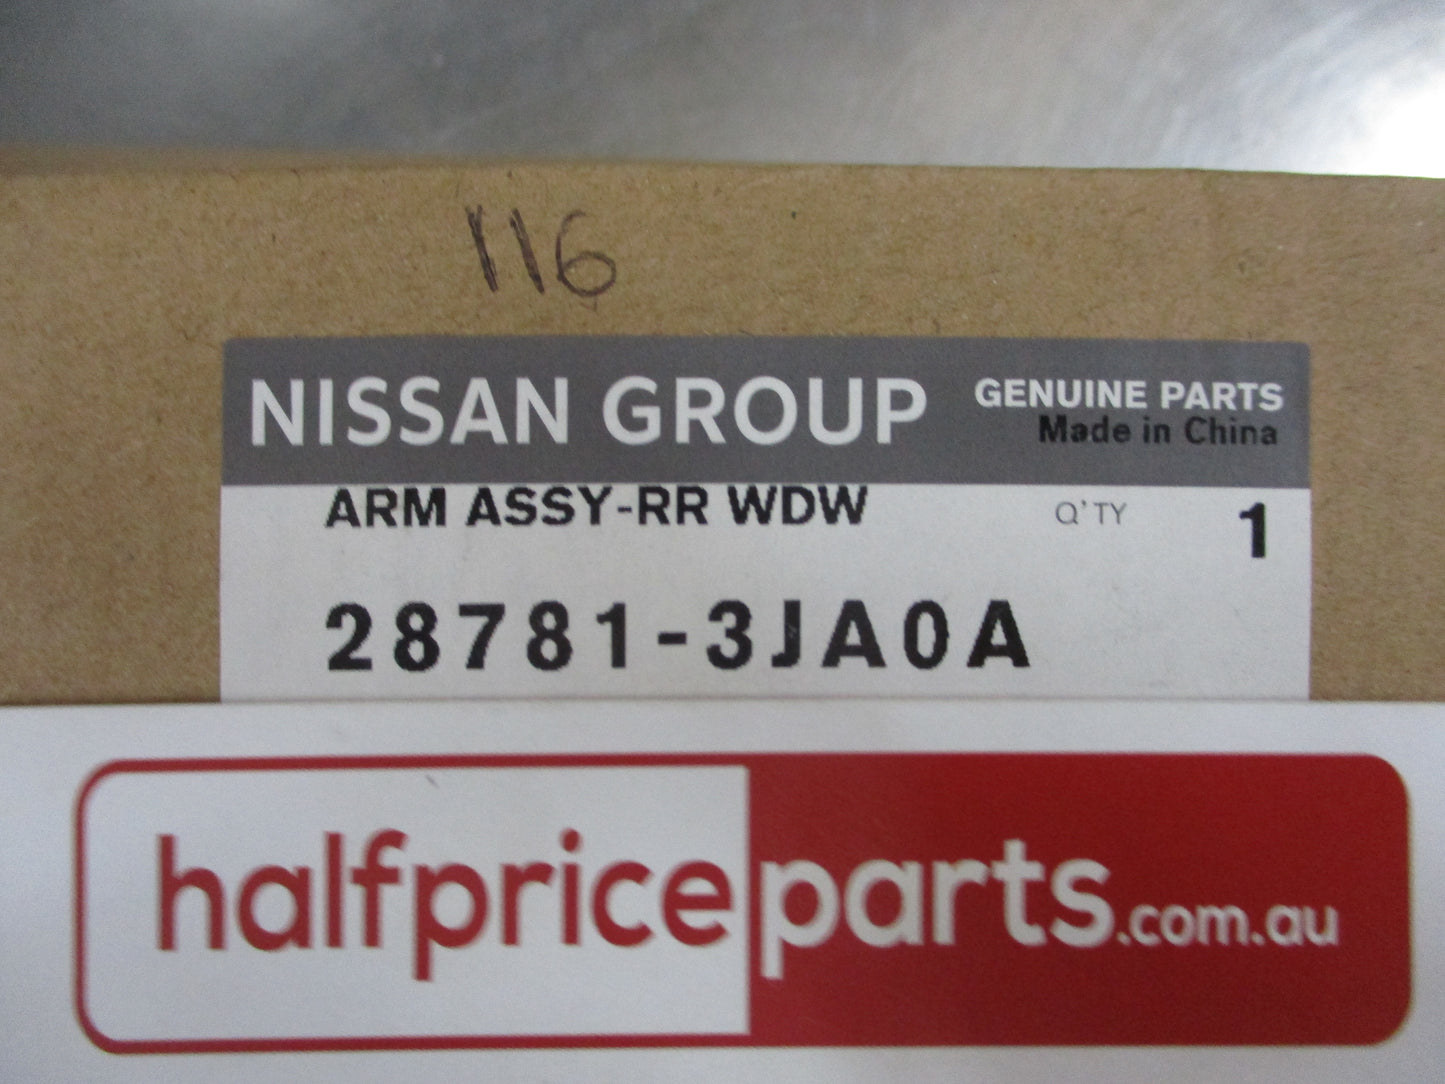 116
NISSAN GROUP
GENUINE PARTS
Made in China
ARM ASSY-RR WDW
Q'TY 1
28781-3JA0A
halfpriceparts.com.au